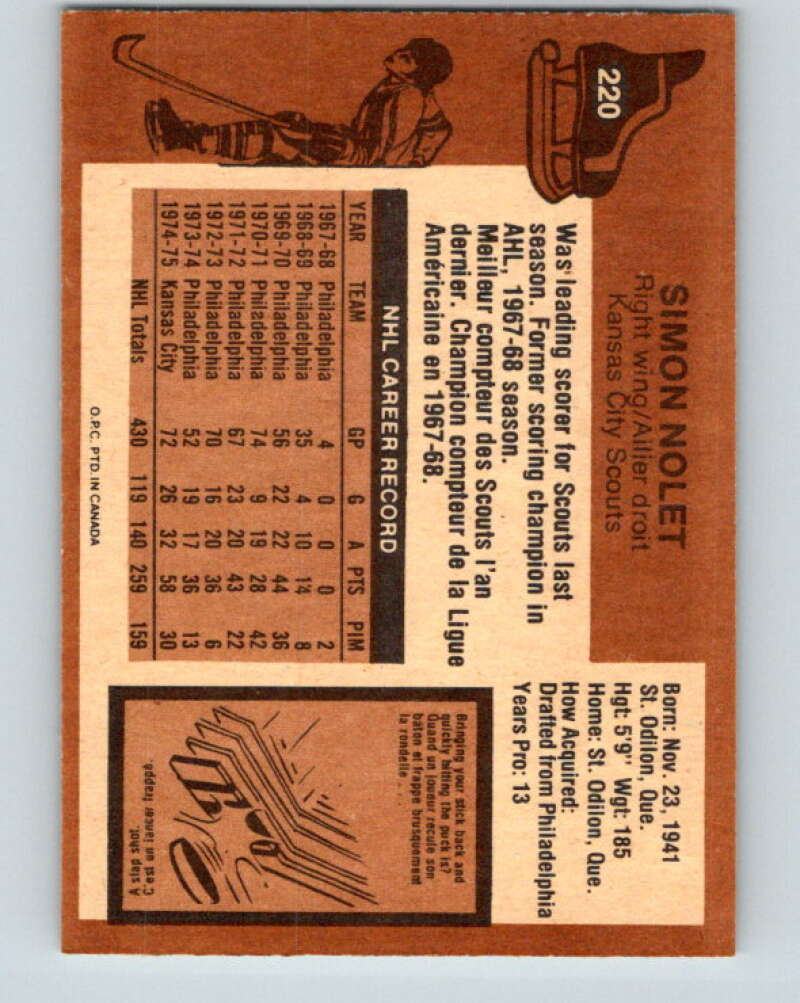 220
SIMON NOLET
Right wing/Ailier droit
Kansas City Scouts
Born: Nov. 23, 1941
St. Odilon, Que.
Hgt: 5'9" Wgt: 185
Home: St. Odilon, Que.
How Acquired:
Drafted from Philadelphia
Years Pro: 13
Was leading scorer for Scouts last
season. Former scoring champion in
AHL, 1967-68 season.
Meilleur compteur des Scouts l'an
dernier. Champion compteur de la Ligue
Américaine en 1967-68.
NHL CAREER RECORD
YEAR TEAM GP G A PTS PIM
1967-68 Philadelphia 4 0 0 0 2
1968-69 Philadelphia 35 4 10 14 8
1969-70 Philadelphia 56 22 22 44 36
1970-71 Philadelphia 74 9 19 28 42
1971-72 Philadelphia 67 23 20 43 22
1972-73 Philadelphia 70 16 20 36 6
1973-74 Philadelphia 52 19 17 36 13
1974-75 Kansas City 72 26 32 58 30
NHL Totals 430 119 140 259 159
Bringing your stick back and
quickly hitting the puck is?
Quand un joueur recule son
bâton et frappe brusquement
la rondelle . . .
A slap shot.
C'est un lancer frappé.
O.P.C. PTD. IN CANADA